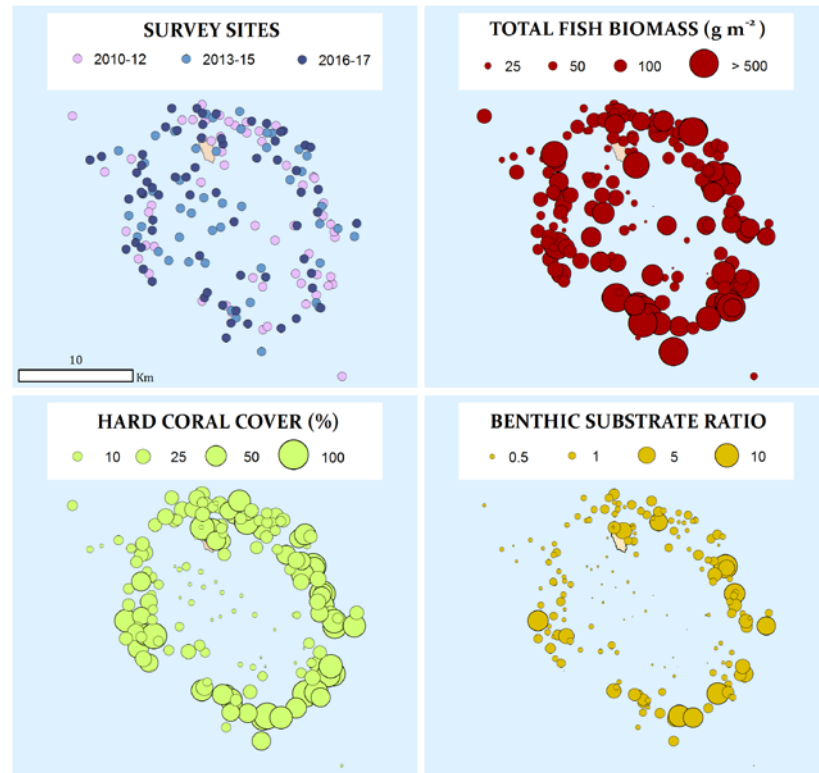 SURVEY SITES
2010-12 2013-15 2016-17
10
Km
TOTAL FISH BIOMASS (g m⁻²)
25 50 100 > 500
HARD CORAL COVER (%)
10 25 50 100
BENTHIC SUBSTRATE RATIO
0.5 1 5 10